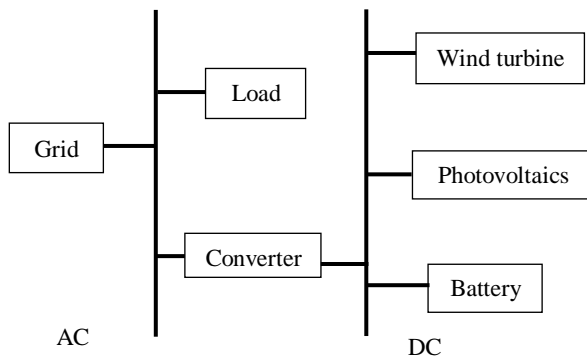 Wind turbine
Load
Grid
Photovoltaics
Converter
Battery
AC
DC